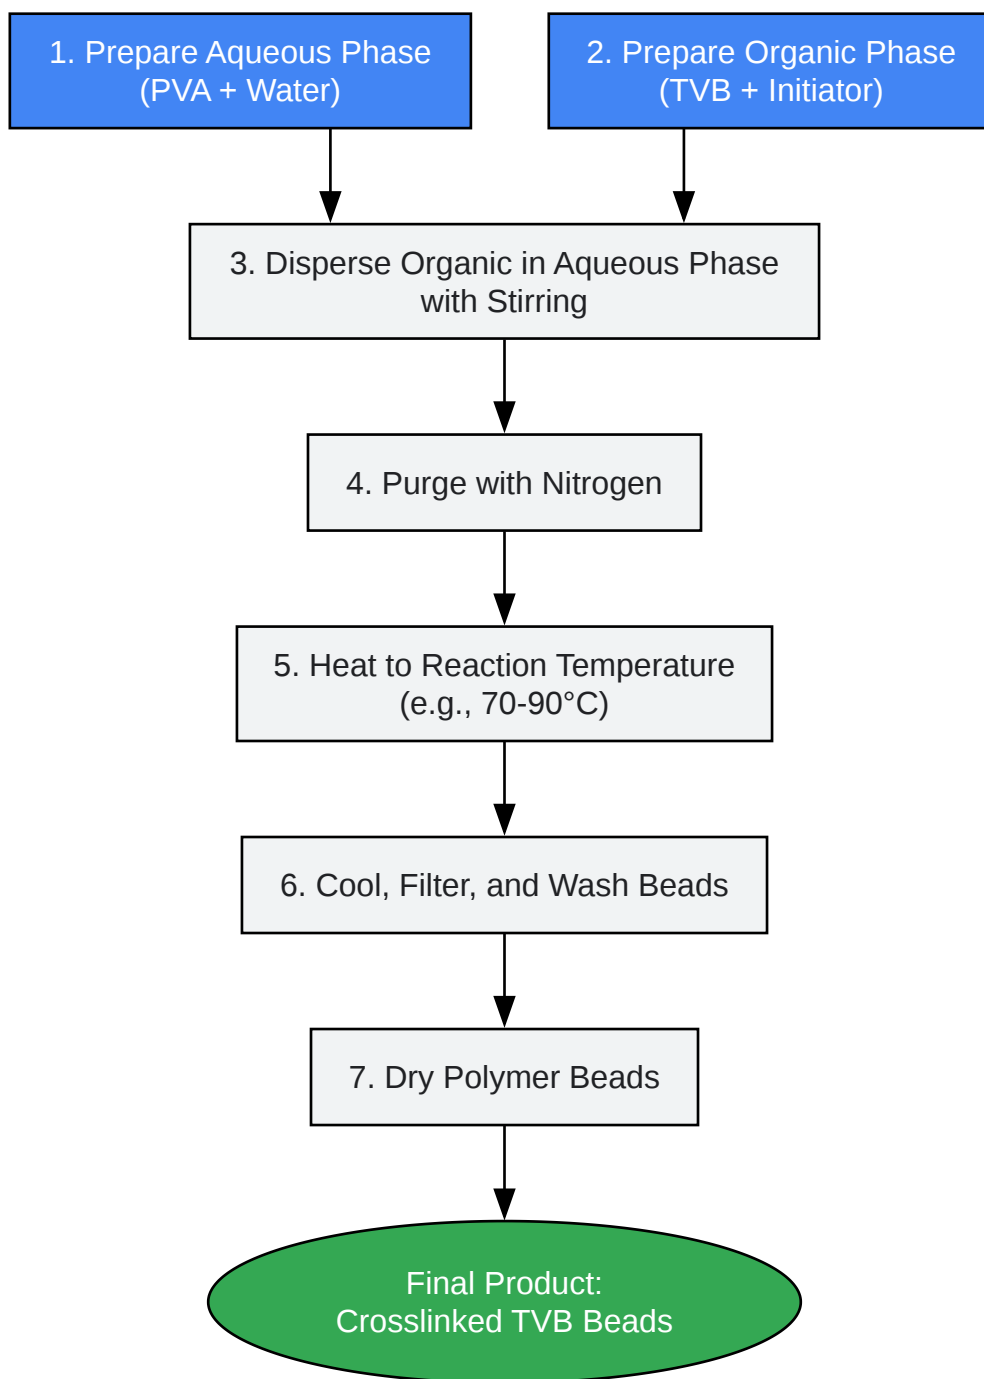 1. Prepare Aqueous Phase
(PVA + Water)
2. Prepare Organic Phase
(TVB + Initiator)
3. Disperse Organic in Aqueous Phase
with Stirring
4. Purge with Nitrogen
5. Heat to Reaction Temperature
(e.g., 70-90°C)
6. Cool, Filter, and Wash Beads
7. Dry Polymer Beads
Final Product:
Crosslinked TVB Beads